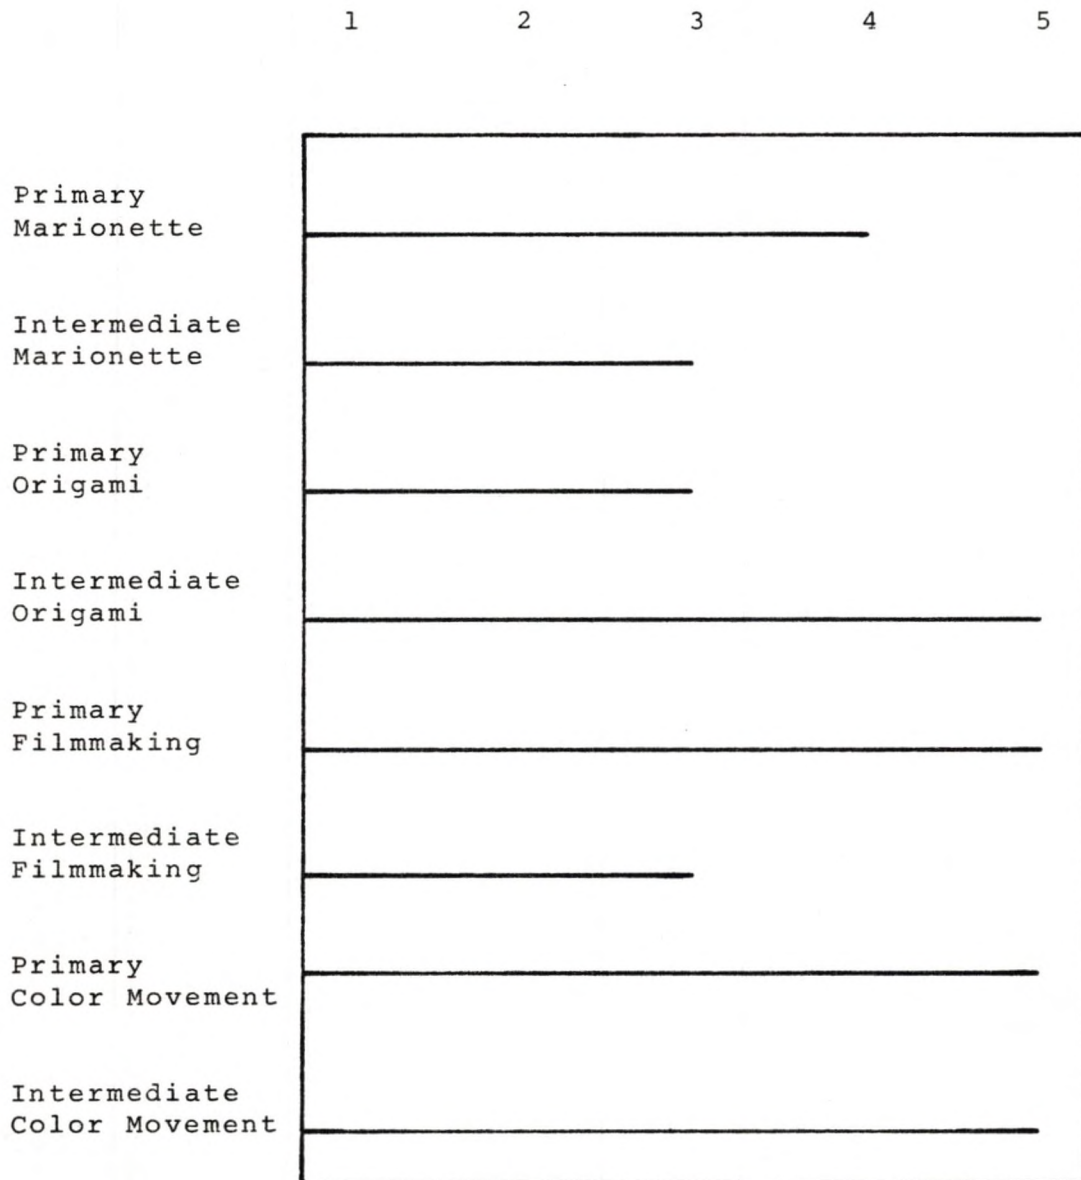 1 2 3 4 5
Primary
Marionette
Intermediate
Marionette
Primary
Origami
Intermediate
Origami
Primary
Filmmaking
Intermediate
Filmmaking
Primary
Color Movement
Intermediate
Color Movement